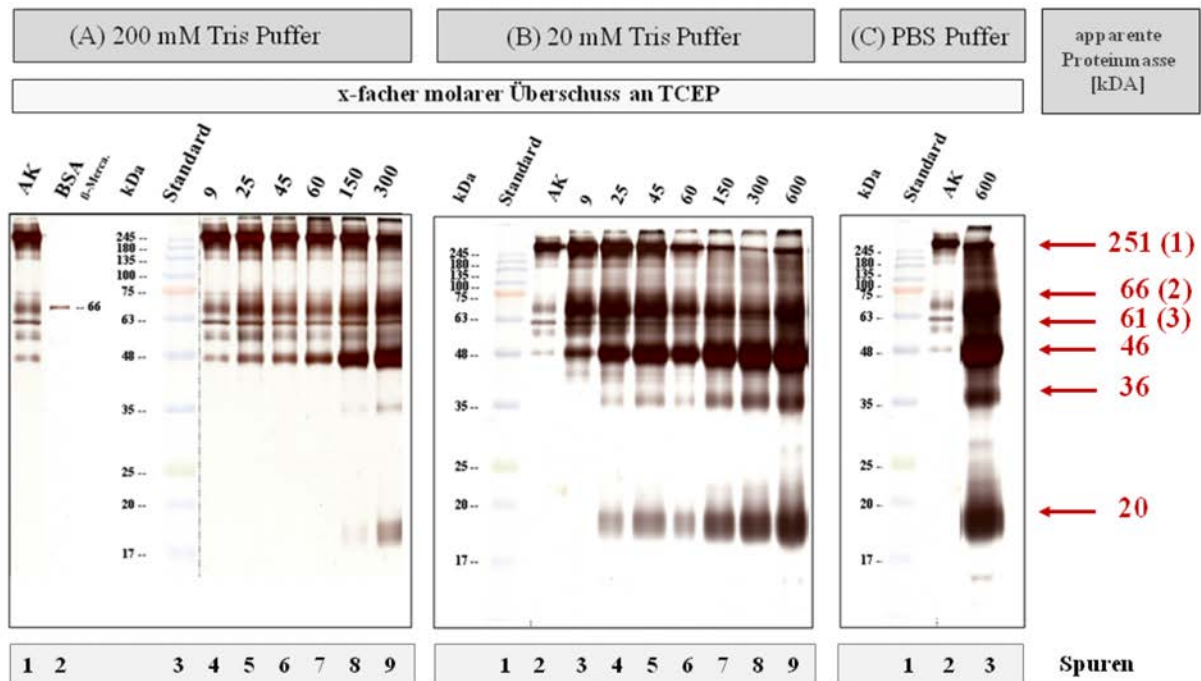 (A) 200 mM Tris Puffer
(B) 20 mM Tris Puffer
(C) PBS Puffer
apparente
Proteinmasse
[kDA]
x-facher molarer Überschuss an TCEP
AK
BSA
ß-Merca.
kDa
Standard
9
25
45
60
150
300
kDa
Standard
AK
9
25
45
60
150
300
600
kDa
Standard
AK
600
245 --
180 --
135 --
100 --
75 --
63 --
48 --
35 --
25 --
20 --
17 --
-- 66
245 --
180 --
135 --
100 --
75 --
63 --
48 --
35 --
25 --
20 --
17 --
245 --
180 --
135 --
100 --
75 --
63 --
48 --
35 --
25 --
20 --
17 --
251 (1)
66 (2)
61 (3)
46
36
20
1 2 3 4 5 6 7 8 9
1 2 3 4 5 6 7 8 9
1 2 3
Spuren